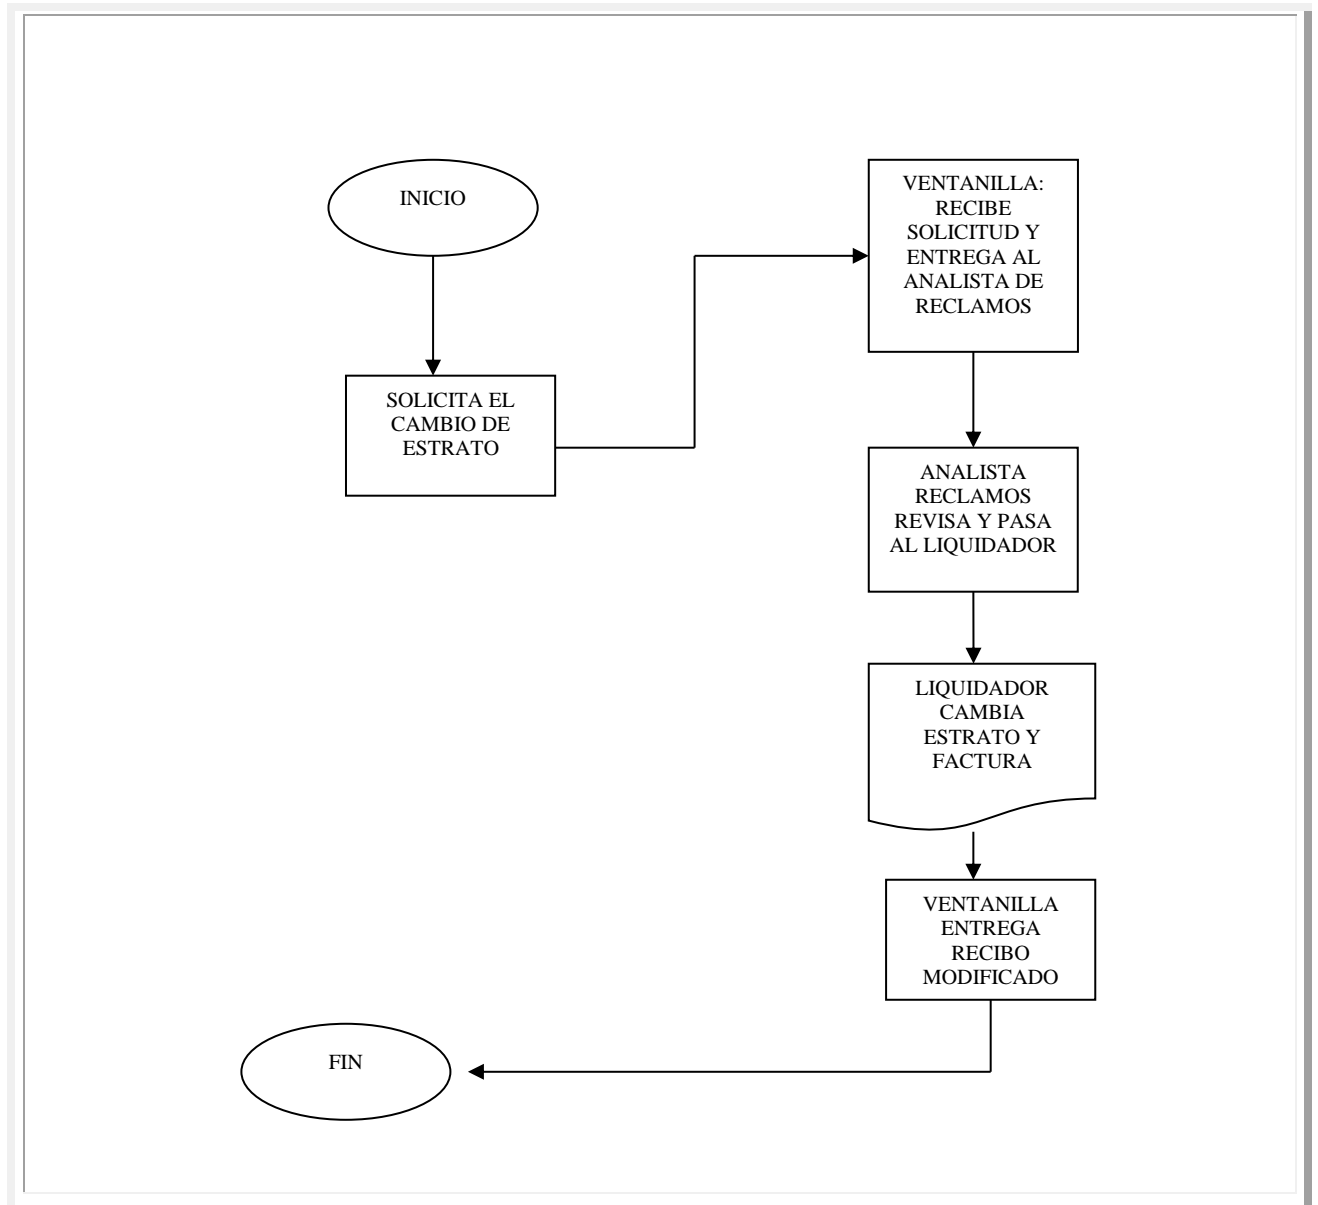 INICIO
SOLICITA EL
CAMBIO DE
ESTRATO
VENTANILLA:
RECIBE
SOLICITUD Y
ENTREGA AL
ANALISTA DE
RECLAMOS
ANALISTA
RECLAMOS
REVISA Y PASA
AL LIQUIDADOR
LIQUIDADOR
CAMBIA
ESTRATO Y
FACTURA
VENTANILLA
ENTREGA
RECIBO
MODIFICADO
FIN